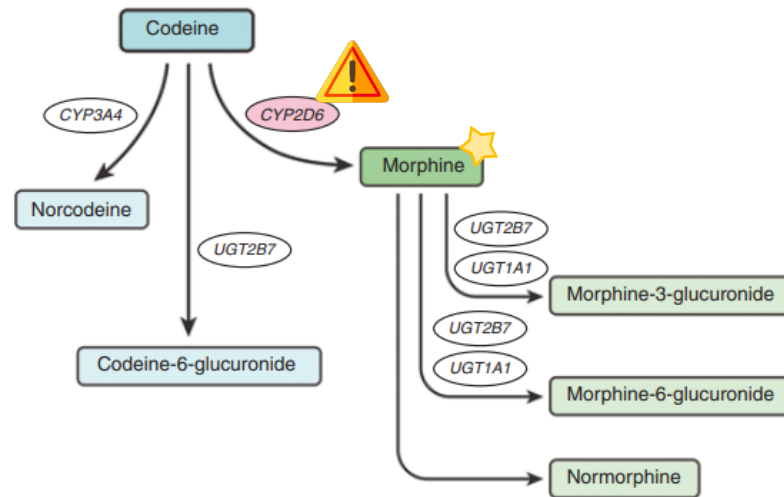 Codeine
CYP3A4
CYP2D6
Morphine
Norcodeine
UGT2B7
UGT2B7
UGT1A1
Morphine-3-glucuronide
UGT2B7
UGT1A1
Codeine-6-glucuronide
Morphine-6-glucuronide
Normorphine